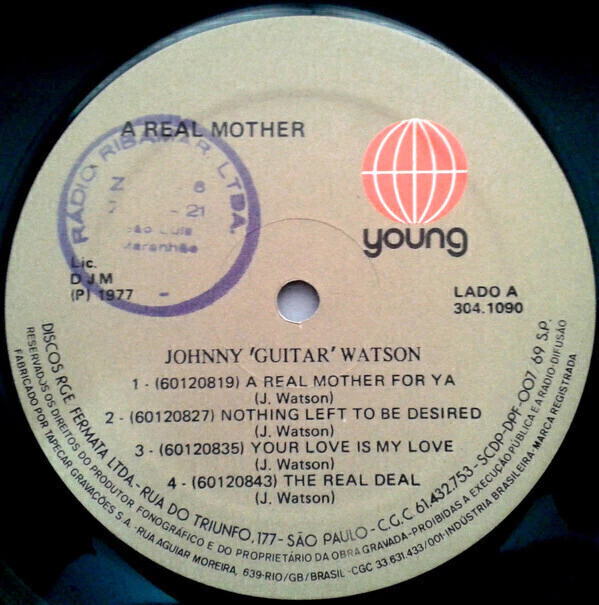 A REAL MOTHER
RÁDIO RIBAMAR, LTDA.
Z 6
- 21
São Luis
Maranhão
young
Lic.
D J M
(P) 1977
LADO A
304.1090
JOHNNY 'GUITAR' WATSON
1 - (60120819) A REAL MOTHER FOR YA
(J. Watson)
2 - (60120827) NOTHING LEFT TO BE DESIRED
(J. Watson)
3 - (60120835) YOUR LOVE IS MY LOVE
(J. Watson)
4 - (60120843) THE REAL DEAL
(J. Watson)
DISCOS RGE FERMATA LTDA.- RUA DO TRIUNFO, 177 - SÃO PAULO - C.G.C 61.432.753 - SCDP-DPF-007/69 S.P.
RESERVADOS OS DIREITOS DO PRODUTOR FONOGRÁFICO E DO PROPRIETÁRIO DA OBRA GRAVADA - PROIBIDAS A EXECUÇÃO PÚBLICA E A RADIO-DIFUSÃO
FABRICADO POR TAPECAR GRAVAÇÕES S.A. - RUA AGUIAR MOREIRA, 639-RIO/GB/BRASIL - CGC 33.631.433/001 - INDÚSTRIA BRASILEIRA - MARCA REGISTRADA